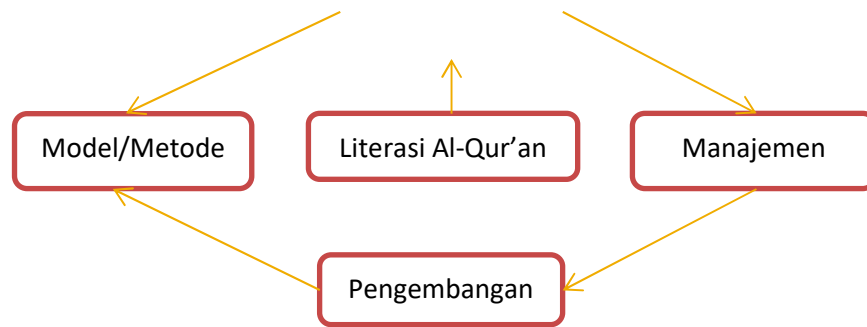 Model/Metode
Literasi Al-Qur’an
Manajemen
Pengembangan